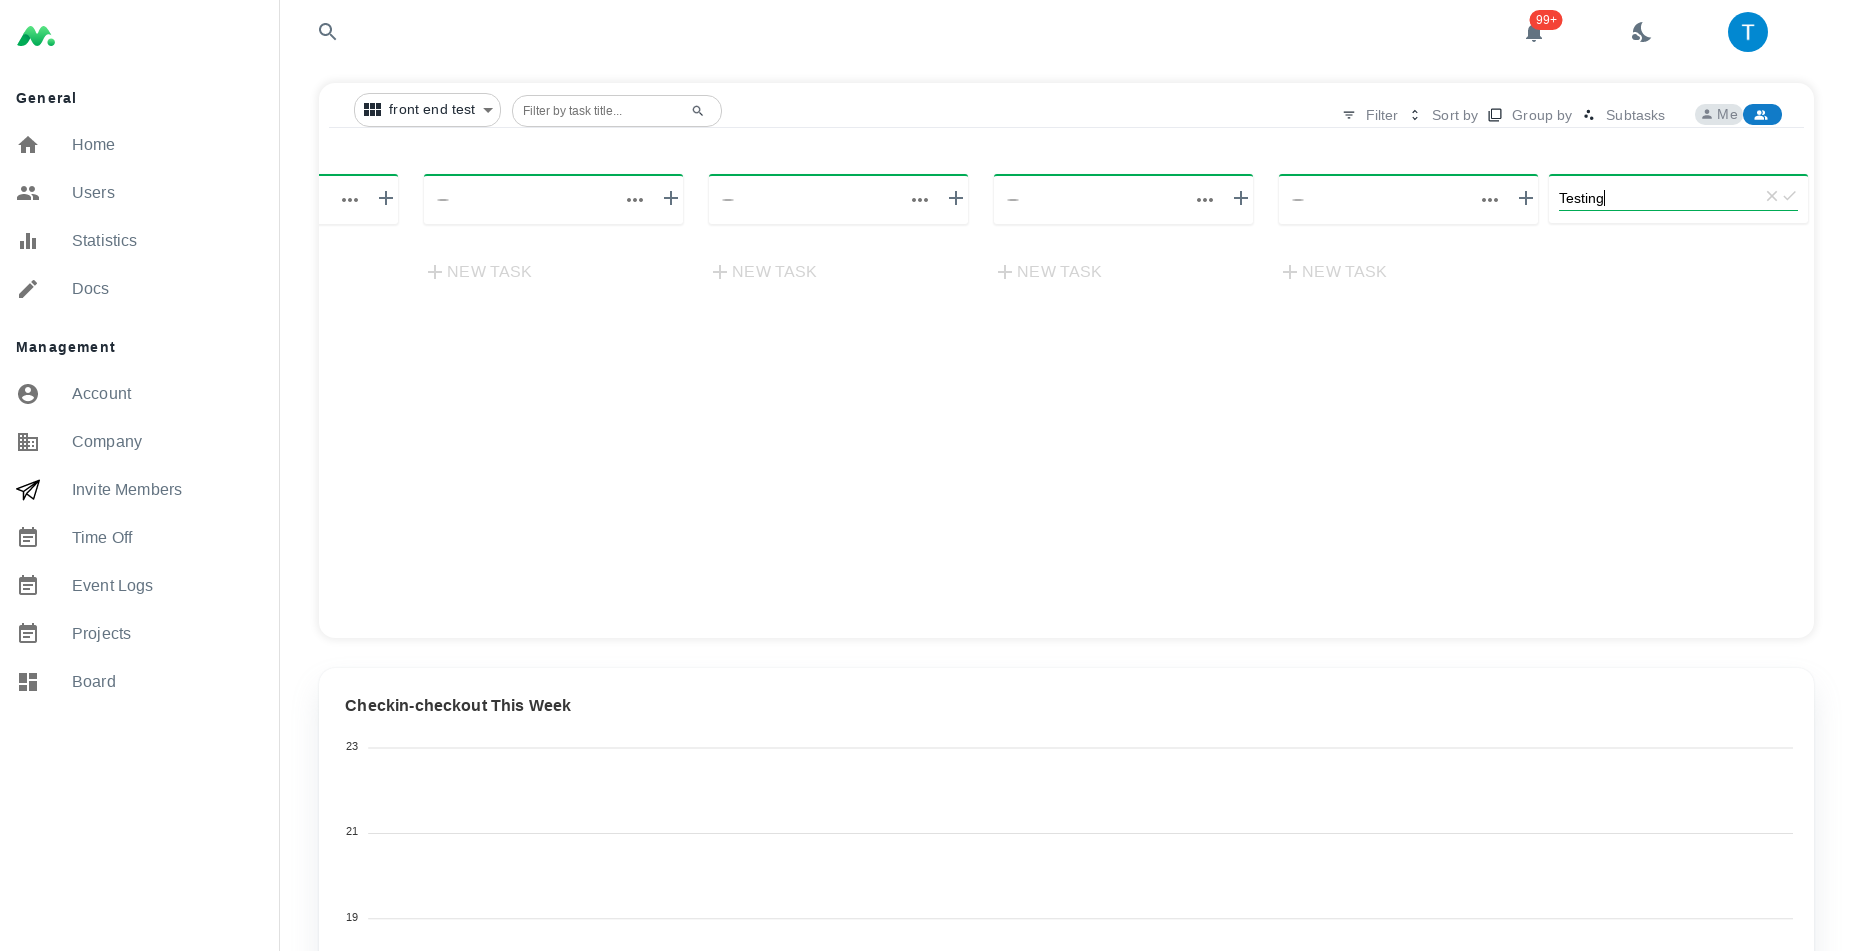 99+
T
General
Home
Users
Statistics
Docs
Management
Account
Company
Invite Members
Time Off
Event Logs
Projects
Board
front end test
Filter by task title...
Filter
Sort by
Group by
Subtasks
Me
Testing
NEW TASK
NEW TASK
NEW TASK
NEW TASK
Checkin-checkout This Week
23
21
19